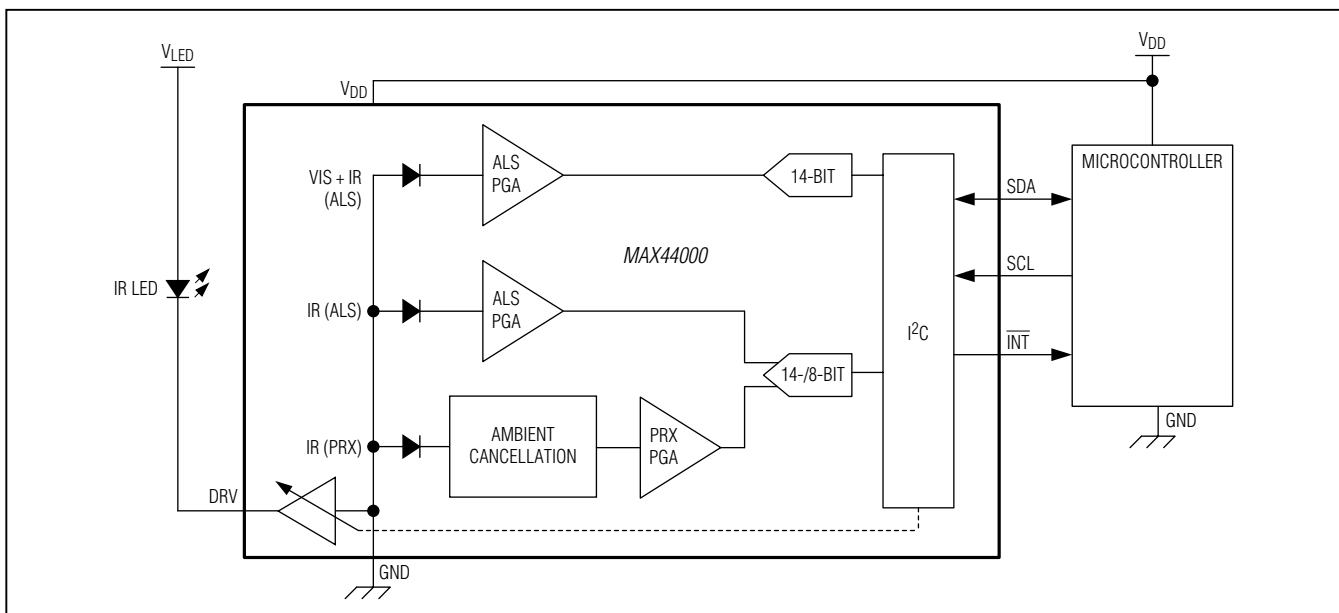 VLED
VDD
VDD
MICROCONTROLLER
VIS + IR
(ALS)
ALS
PGA
14-BIT
SDA
MAX44000
SCL
IR LED
IR (ALS)
ALS
PGA
I²C
INT
14-/8-BIT
IR (PRX)
AMBIENT
CANCELLATION
PRX
PGA
GND
DRV
GND